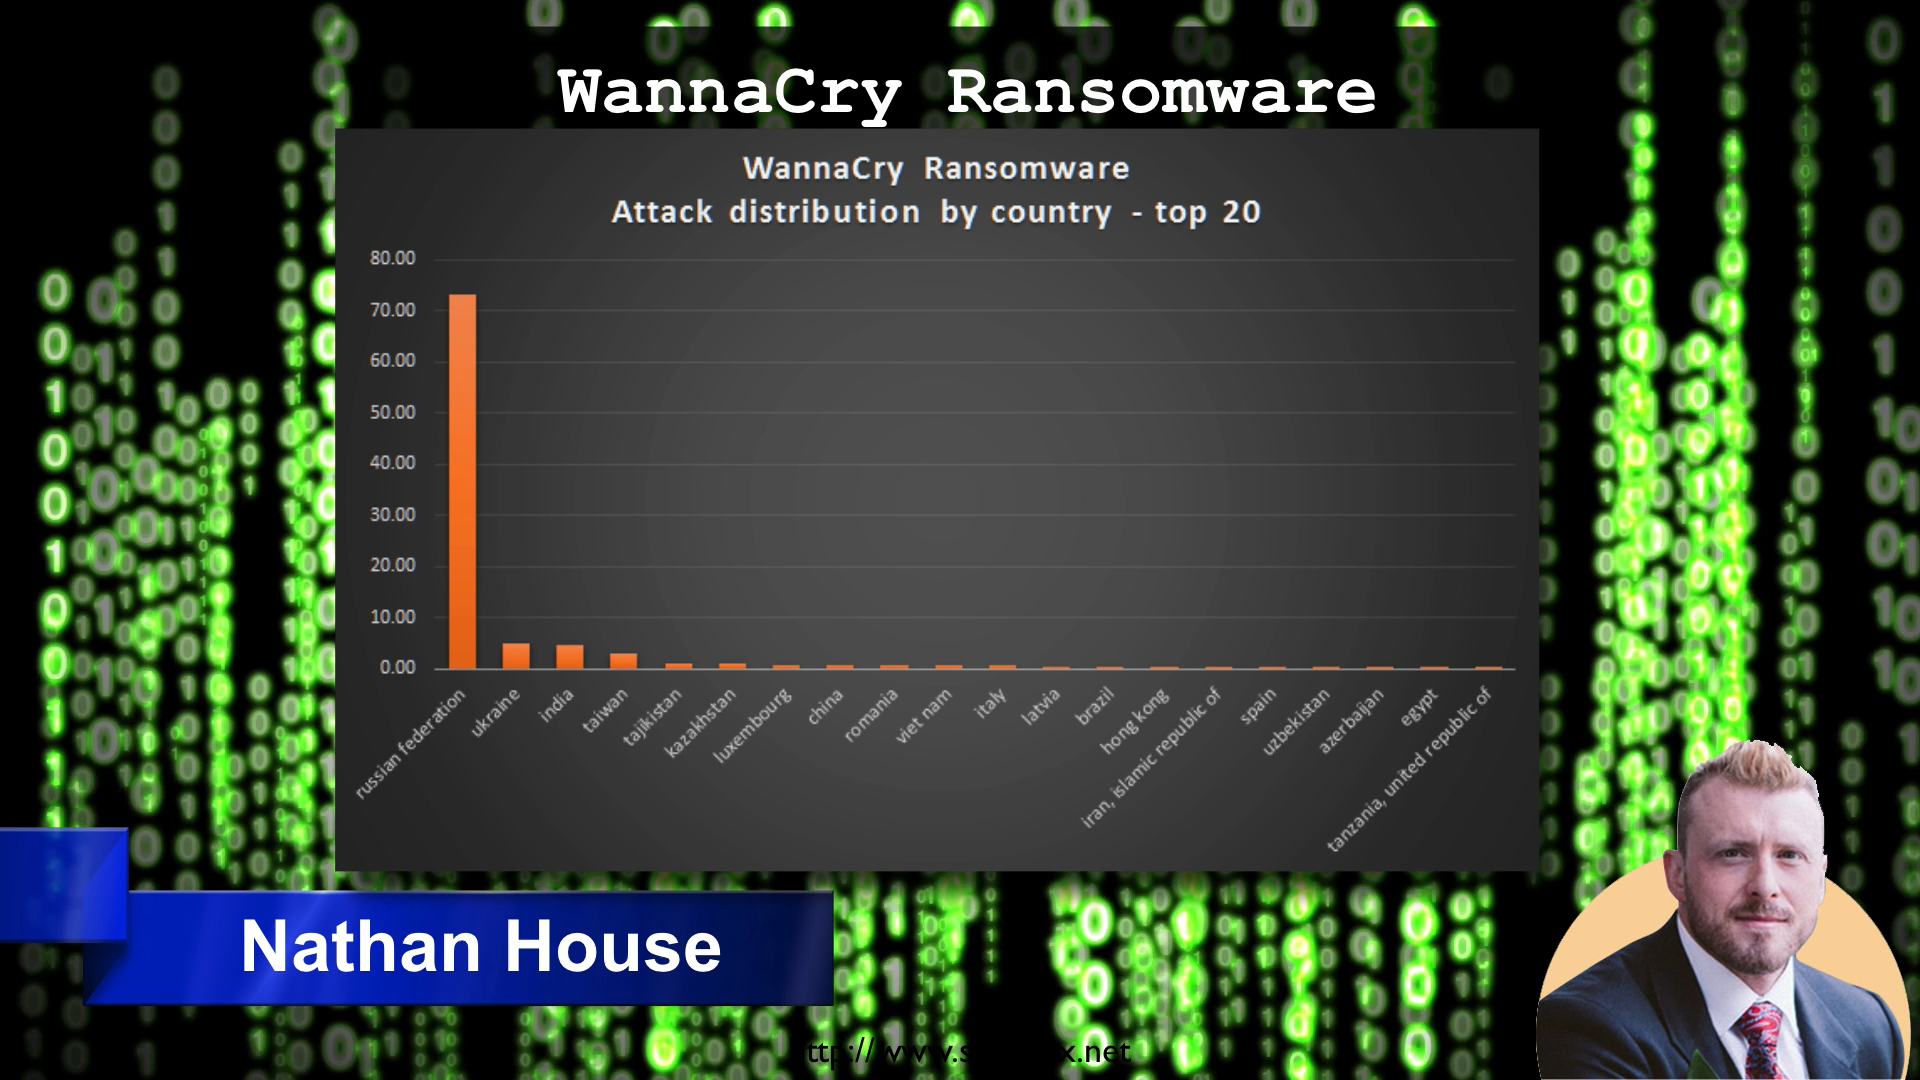 WannaCry Ransomware
WannaCry Ransomware
Attack distribution by country - top 20
80.00
70.00
60.00
50.00
40.00
30.00
20.00
10.00
0.00
russian federation
ukraine
india
taiwan
tajikistan
kazakhstan
luxembourg
china
romania
viet nam
italy
latvia
brazil
hong kong
iran, islamic republic of
spain
uzbekistan
azerbaijan
egypt
tanzania, united republic of
Nathan House